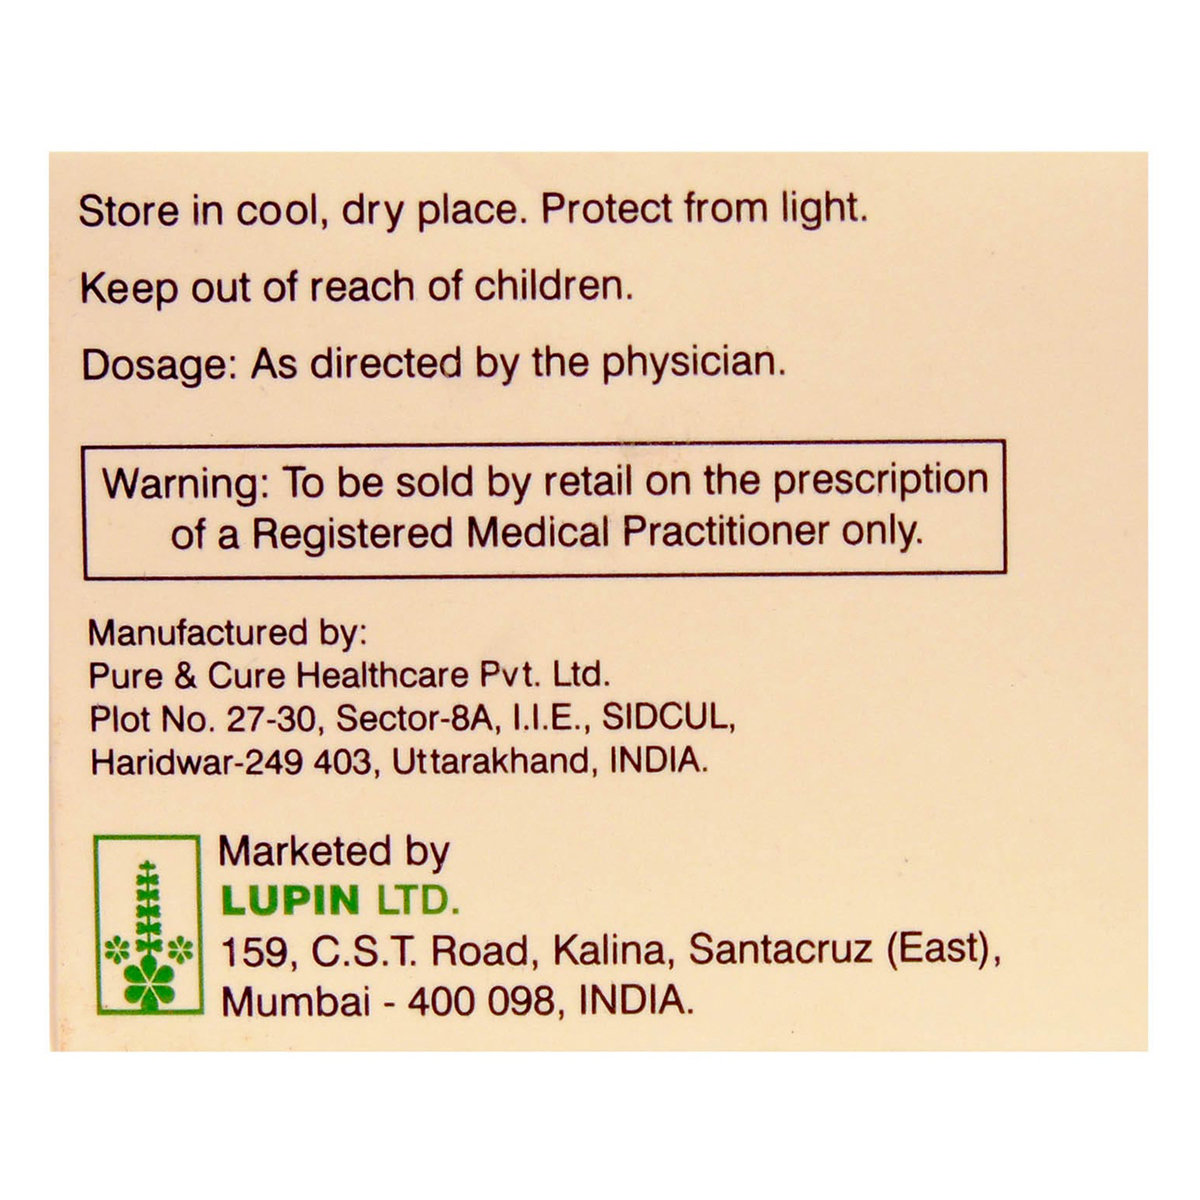 Store in cool, dry place. Protect from light.
Keep out of reach of children.
Dosage: As directed by the physician.
Warning: To be sold by retail on the prescription
of a Registered Medical Practitioner only.
Manufactured by:
Pure & Cure Healthcare Pvt. Ltd.
Plot No. 27-30, Sector-8A, I.I.E., SIDCUL,
Haridwar-249 403, Uttarakhand, INDIA.
Marketed by
LUPIN LTD.
159, C.S.T. Road, Kalina, Santacruz (East),
Mumbai - 400 098, INDIA.